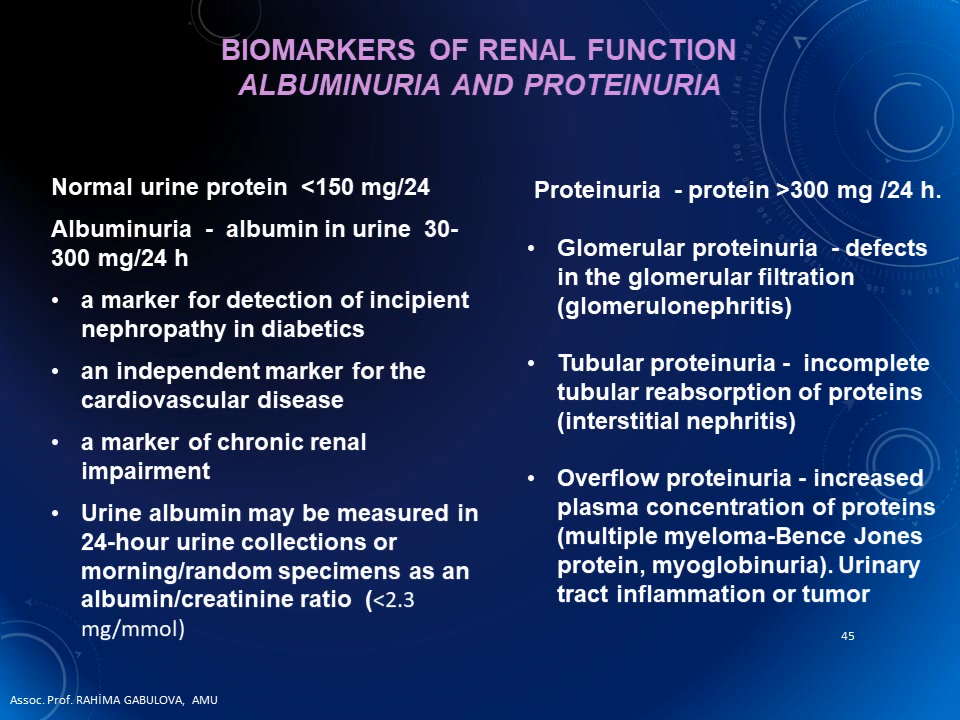 BIOMARKERS OF RENAL FUNCTION
ALBUMINURIA AND PROTEINURIA
Normal urine protein <150 mg/24
Albuminuria - albumin in urine 30-
300 mg/24 h
• a marker for detection of incipient
nephropathy in diabetics
• an independent marker for the
cardiovascular disease
• a marker of chronic renal
impairment
• Urine albumin may be measured in
24-hour urine collections or
morning/random specimens as an
albumin/creatinine ratio (<2.3
mg/mmol)
Proteinuria - protein >300 mg /24 h.
• Glomerular proteinuria - defects
in the glomerular filtration
(glomerulonephritis)
• Tubular proteinuria - incomplete
tubular reabsorption of proteins
(interstitial nephritis)
• Overflow proteinuria - increased
plasma concentration of proteins
(multiple myeloma-Bence Jones
protein, myoglobinuria). Urinary
tract inflammation or tumor
45
Assoc. Prof. RAHİMA GABULOVA, AMU